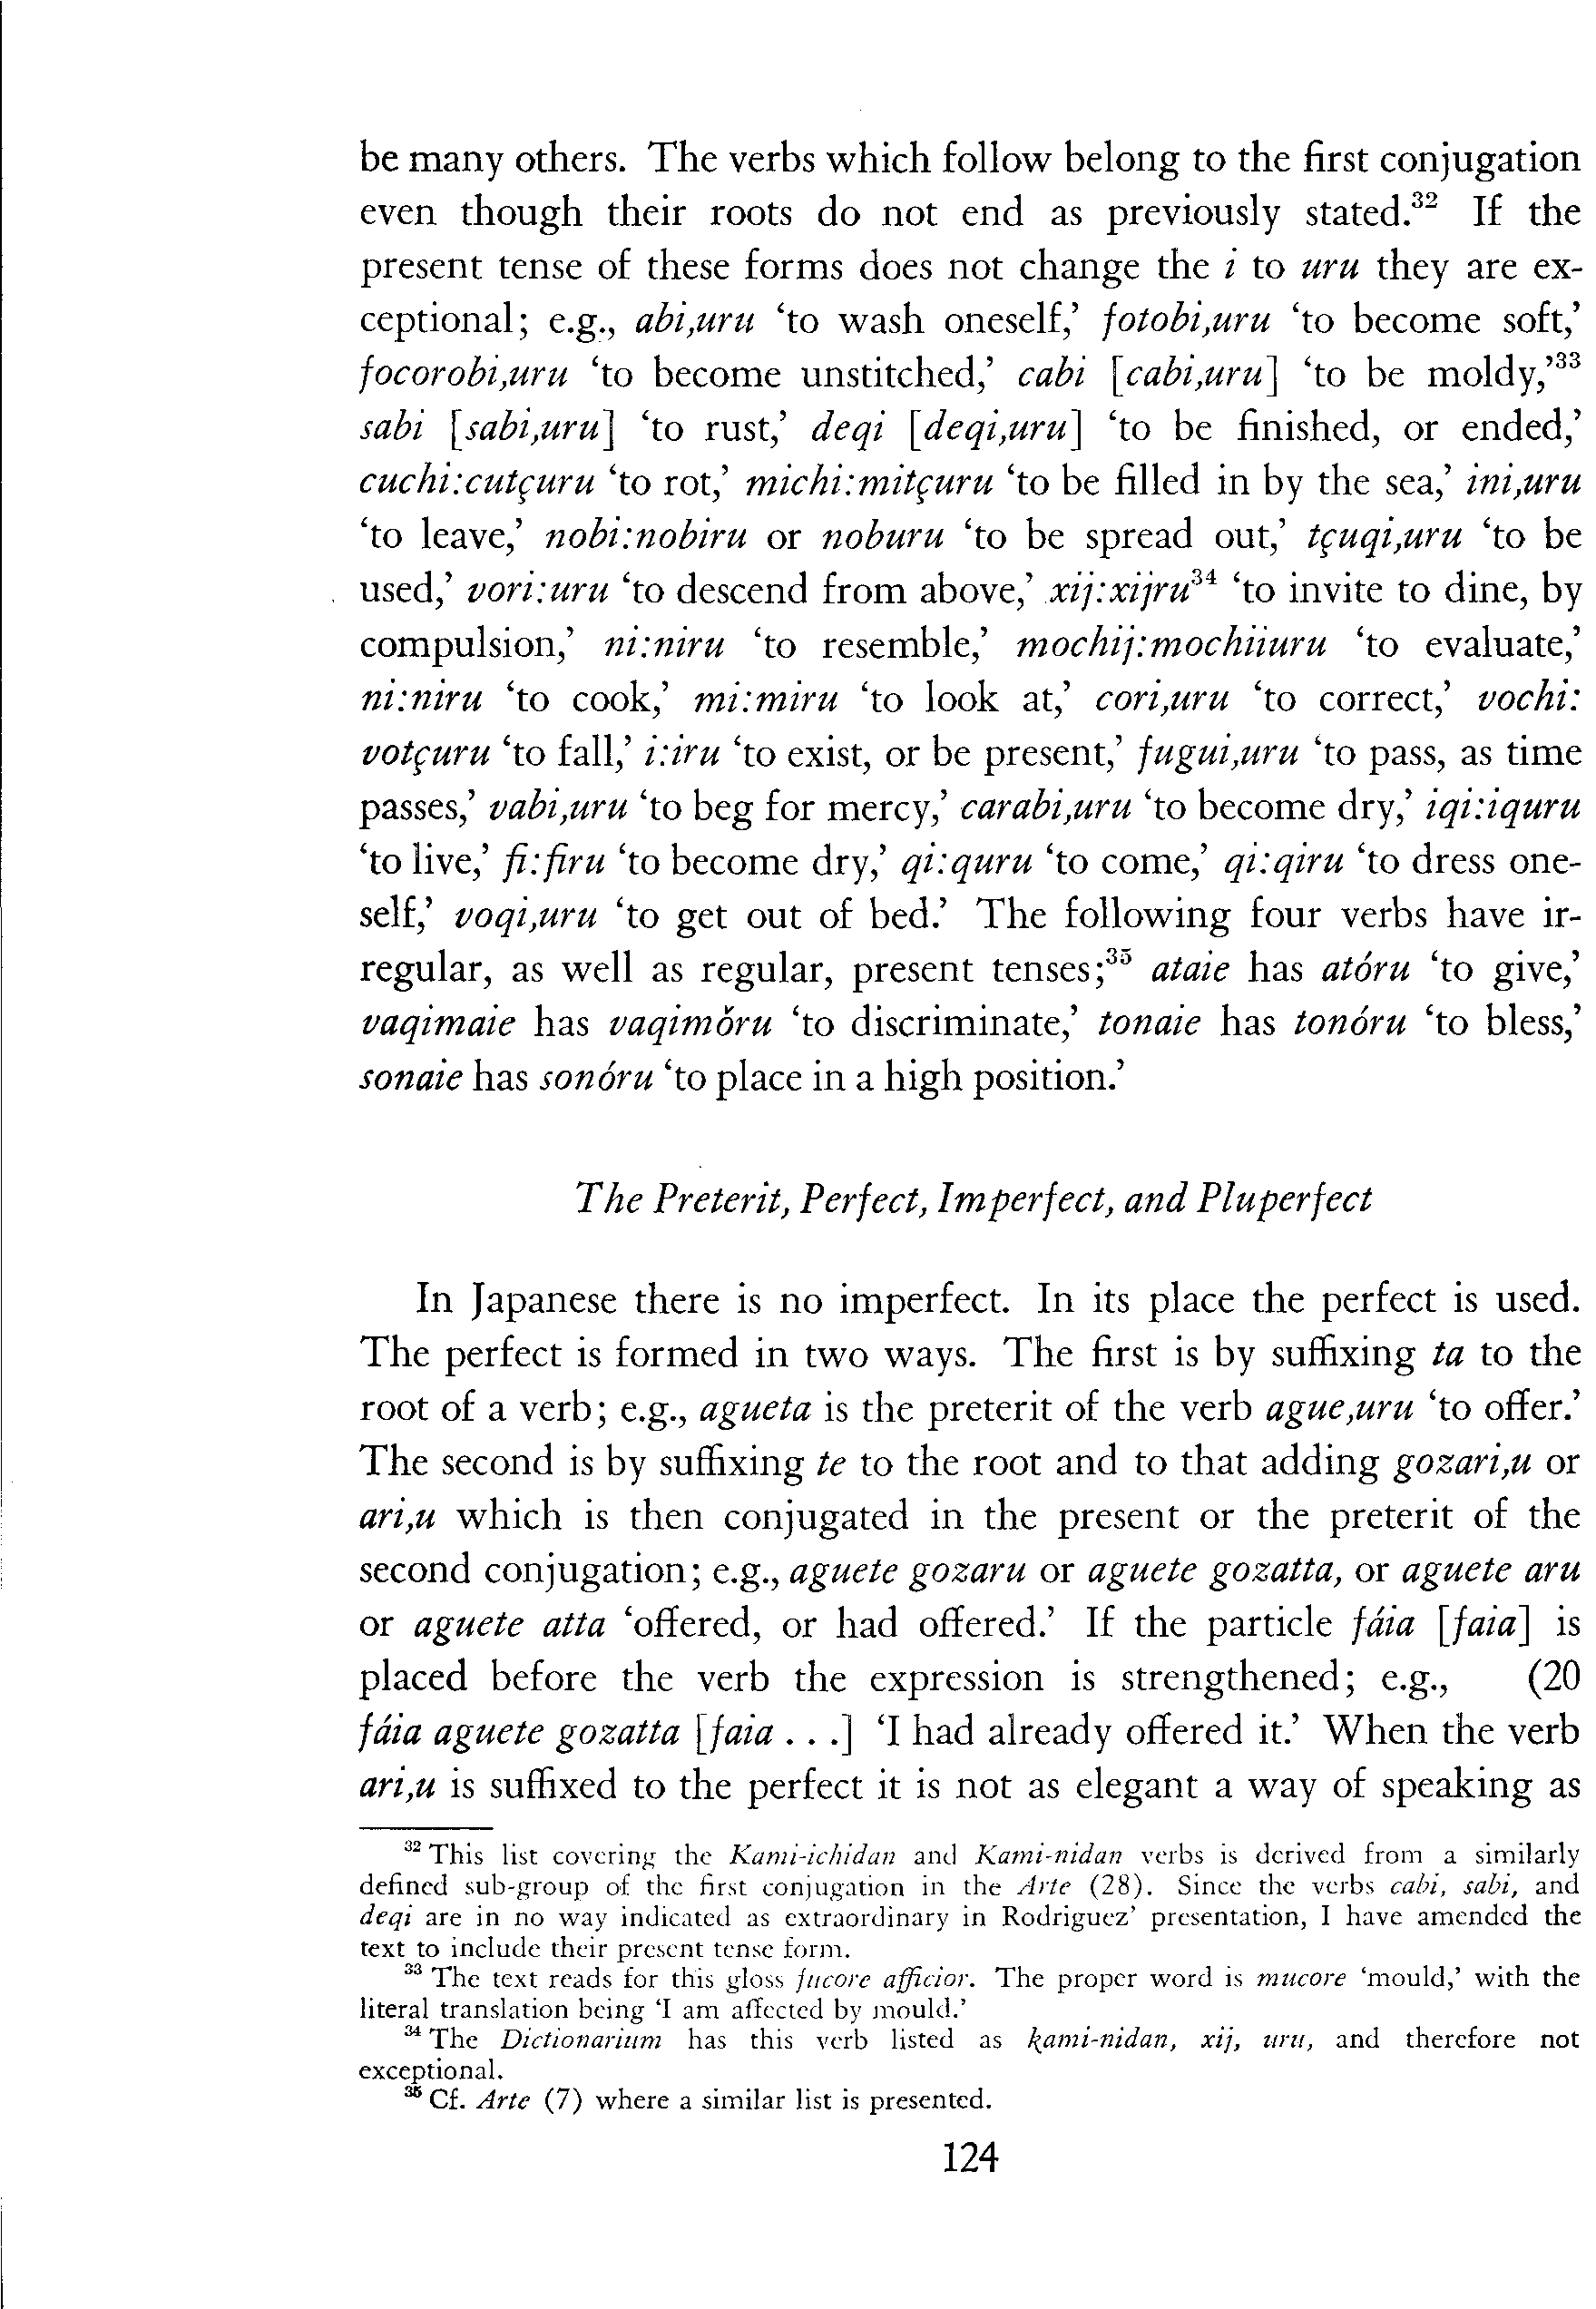 be many others. The verbs which follow belong to the first conjugation
even though their roots do not end as previously stated.³² If the
present tense of these forms does not change the i to uru they are ex-
ceptional; e.g., abi,uru ‘to wash oneself,’ fotobi,uru ‘to become soft,’
focorobi,uru ‘to become unstitched,’ cabi [cabi,uru] ‘to be moldy,’³³
sabi [sabi,uru] ‘to rust,’ deqi [deqi,uru] ‘to be finished, or ended,’
cuchi:cutçuru ‘to rot,’ michi:mitçuru ‘to be filled in by the sea,’ ini,uru
‘to leave,’ nobi:nobiru or noburu ‘to be spread out,’ tçuqi,uru ‘to be
used,’ vori:uru ‘to descend from above,’ xij:xijru³⁴ ‘to invite to dine, by
compulsion,’ ni:niru ‘to resemble,’ mochij:mochiiuru ‘to evaluate,’
ni:niru ‘to cook,’ mi:miru ‘to look at,’ cori,uru ‘to correct,’ vochi:
votçuru ‘to fall,’ i:iru ‘to exist, or be present,’ fugui,uru ‘to pass, as time
passes,’ vabi,uru ‘to beg for mercy,’ carabi,uru ‘to become dry,’ iqi:iquru
‘to live,’ fi:firu ‘to become dry,’ qi:quru ‘to come,’ qi:qiru ‘to dress one-
self,’ voqi,uru ‘to get out of bed.’ The following four verbs have ir-
regular, as well as regular, present tenses;³⁵ ataie has atóru ‘to give,’
vaqimaie has vaqimǒru ‘to discriminate,’ tonaie has tonóru ‘to bless,’
sonaie has sonóru ‘to place in a high position.’
The Preterit, Perfect, Imperfect, and Pluperfect
In Japanese there is no imperfect. In its place the perfect is used.
The perfect is formed in two ways. The first is by suffixing ta to the
root of a verb; e.g., agueta is the preterit of the verb ague,uru ‘to offer.’
The second is by suffixing te to the root and to that adding gozari,u or
ari,u which is then conjugated in the present or the preterit of the
second conjugation; e.g., aguete gozaru or aguete gozatta, or aguete aru
or aguete atta ‘offered, or had offered.’ If the particle fáia [faia] is
placed before the verb the expression is strengthened; e.g., (20
fáia aguete gozatta [faia . . .] ‘I had already offered it.’ When the verb
ari,u is suffixed to the perfect it is not as elegant a way of speaking as
³² This list covering the Kami-ichidan and Kami-nidan verbs is derived from a similarly
defined sub-group of the first conjugation in the Arte (28). Since the verbs cabi, sabi, and
deqi are in no way indicated as extraordinary in Rodriguez’ presentation, I have amended the
text to include their present tense form.
³³ The text reads for this gloss fucore afficior. The proper word is mucore ‘mould,’ with the
literal translation being ‘I am affected by mould.’
³⁴ The Dictionarium has this verb listed as kami-nidan, xij, uru, and therefore not
exceptional.
³⁵ Cf. Arte (7) where a similar list is presented.
124